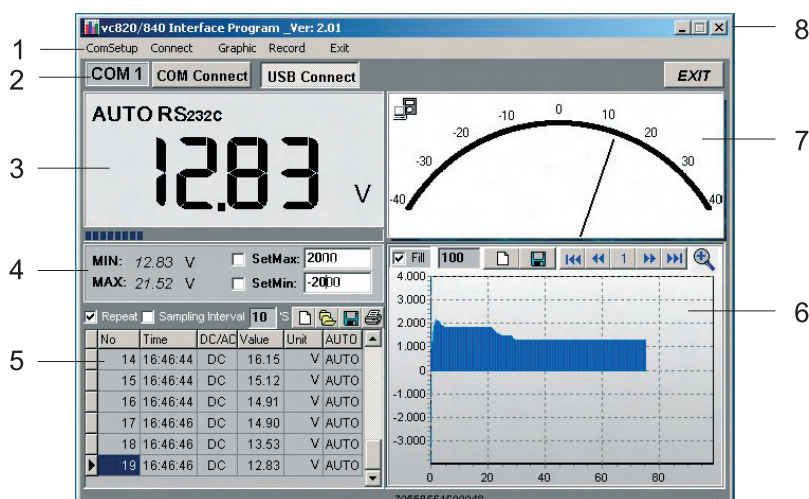 vc820/840 Interface Program _Ver: 2.01
8
1
ComSetup Connect Graphic Record Exit
2
COM 1 COM Connect USB Connect EXIT
AUTO RS232C
3
12.83 V
-40 -30 -20 -10 0 10 20 30 40
7
4
MIN: 12.83 V SetMax: 2000
MAX: 21.52 V SetMin: -2000
Repeat Sampling Interval 10 'S
No Time DC/AC Value Unit AUTO
5
14 16:46:44 DC 16.15 V AUTO
15 16:46:44 DC 15.12 V AUTO
16 16:46:44 DC 14.91 V AUTO
17 16:46:46 DC 14.90 V AUTO
18 16:46:46 DC 13.53 V AUTO
19 16:46:46 DC 12.83 V AUTO
Fill 100 1
4.000
3.000
2.000
1.000
0
-1.000
-2.000
-3.000
0 20 40 60 80
6